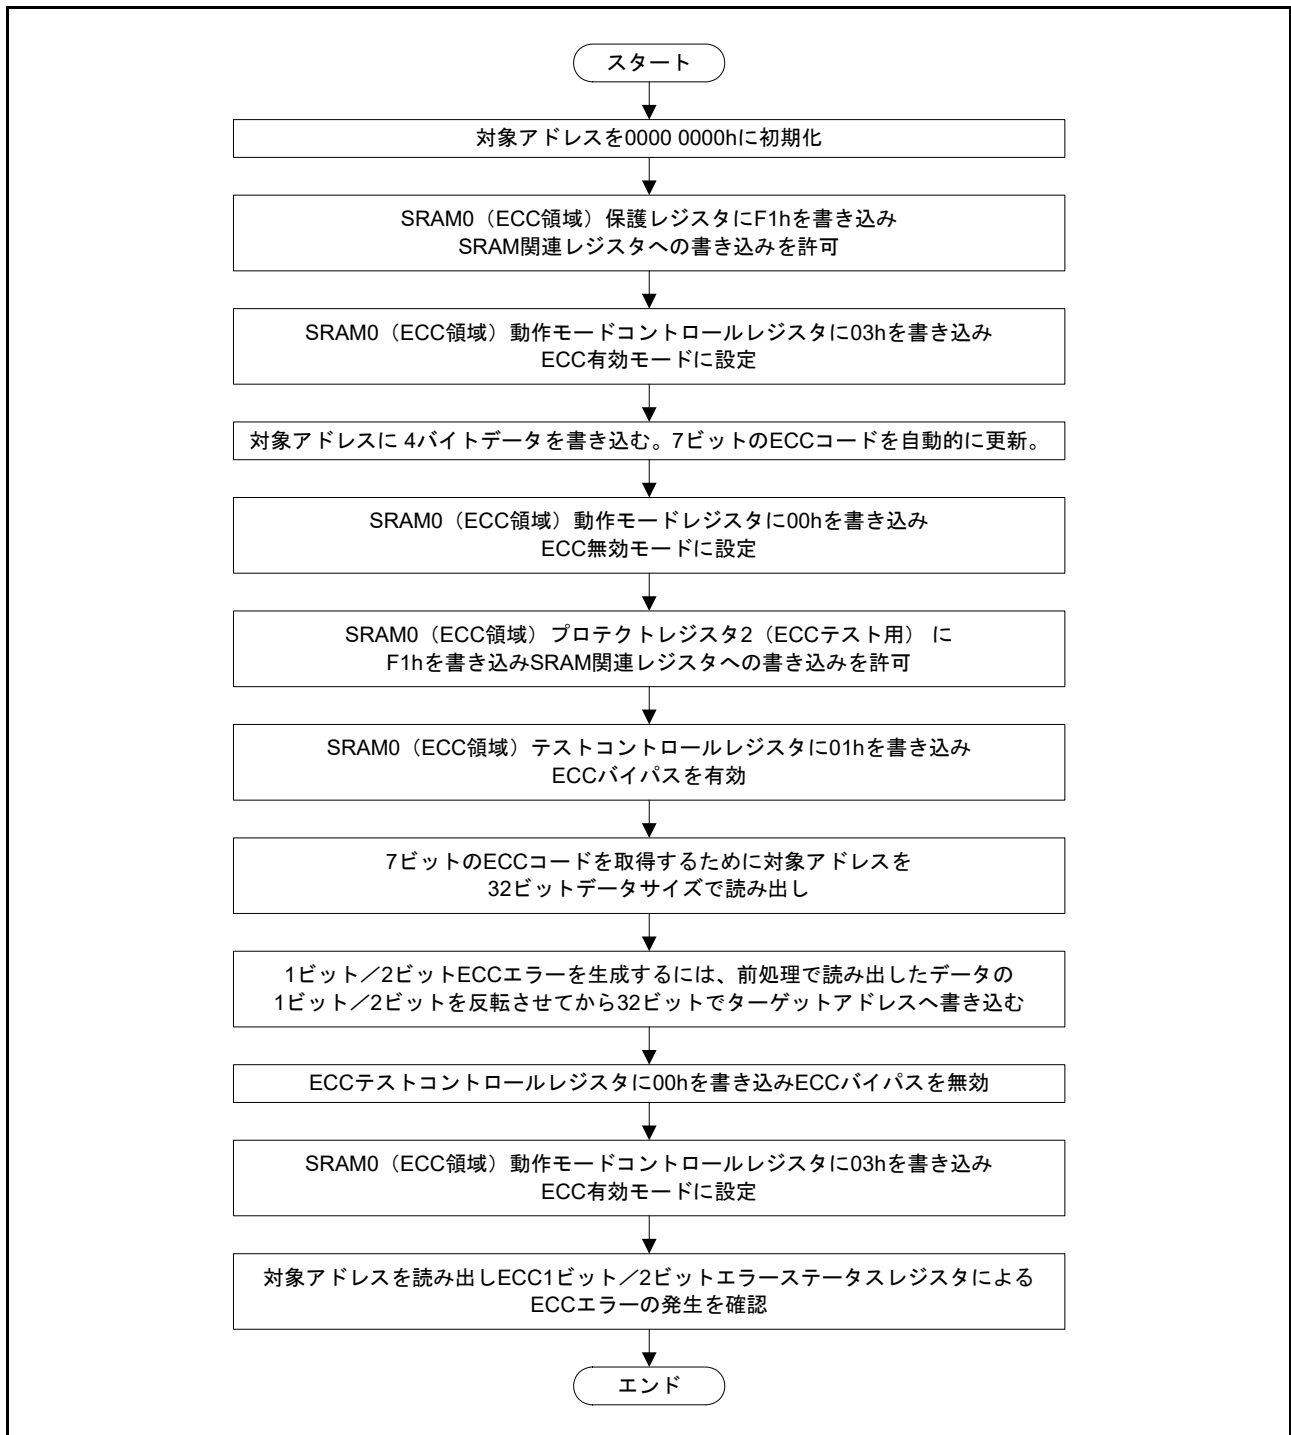 スタート
対象アドレスを0000 0000hに初期化
SRAM0（ECC領域）保護レジスタにF1hを書き込み
SRAM関連レジスタへの書き込みを許可
SRAM0（ECC領域）動作モードコントロールレジスタに03hを書き込み
ECC有効モードに設定
対象アドレスに 4バイトデータを書き込む。7ビットのECCコードを自動的に更新。
SRAM0（ECC領域）動作モードレジスタに00hを書き込み
ECC無効モードに設定
SRAM0（ECC領域）プロテクトレジスタ2（ECCテスト用） に
F1hを書き込みSRAM関連レジスタへの書き込みを許可
SRAM0（ECC領域）テストコントロールレジスタに01hを書き込み
ECCバイパスを有効
7ビットのECCコードを取得するために対象アドレスを
32ビットデータサイズで読み出し
1ビット／2ビットECCエラーを生成するには、前処理で読み出したデータの
1ビット／2ビットを反転させてから32ビットでターゲットアドレスへ書き込む
ECCテストコントロールレジスタに00hを書き込みECCバイパスを無効
SRAM0（ECC領域）動作モードコントロールレジスタに03hを書き込み
ECC有効モードに設定
対象アドレスを読み出しECC1ビット／2ビットエラーステータスレジスタによる
ECCエラーの発生を確認
エンド